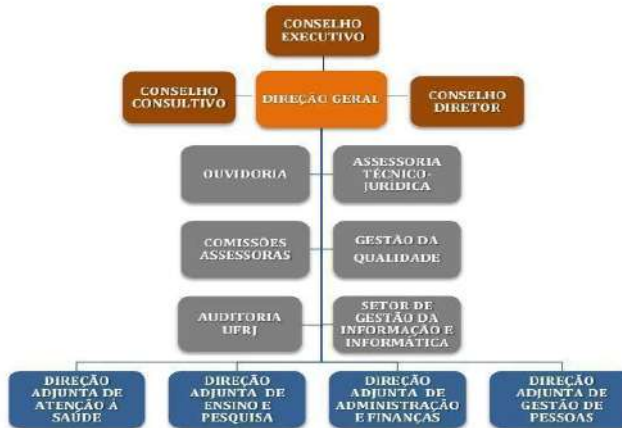 CONSELHO
EXECUTIVO
CONSELHO
CONSULTIVO
DIREÇÃO GERAL
CONSELHO
DIRETOR
OUVIDORIA
ASSESSORIA
TÉCNICO-
JURÍDICA
COMISSÕES
ASSESSORAS
GESTÃO DA
QUALIDADE
AUDITORIA
UFRJ
SETOR DE
GESTÃO DA
INFORMAÇÃO E
INFORMÁTICA
DIREÇÃO
ADJUNTA DE
ATENÇÃO À
SAÚDE
DIREÇÃO
ADJUNTA DE
ENSINO E
PESQUISA
DIREÇÃO
ADJUNTA DE
ADMINISTRAÇÃO
E FINANÇAS
DIREÇÃO
ADJUNTA DE
GESTÃO DE
PESSOAS